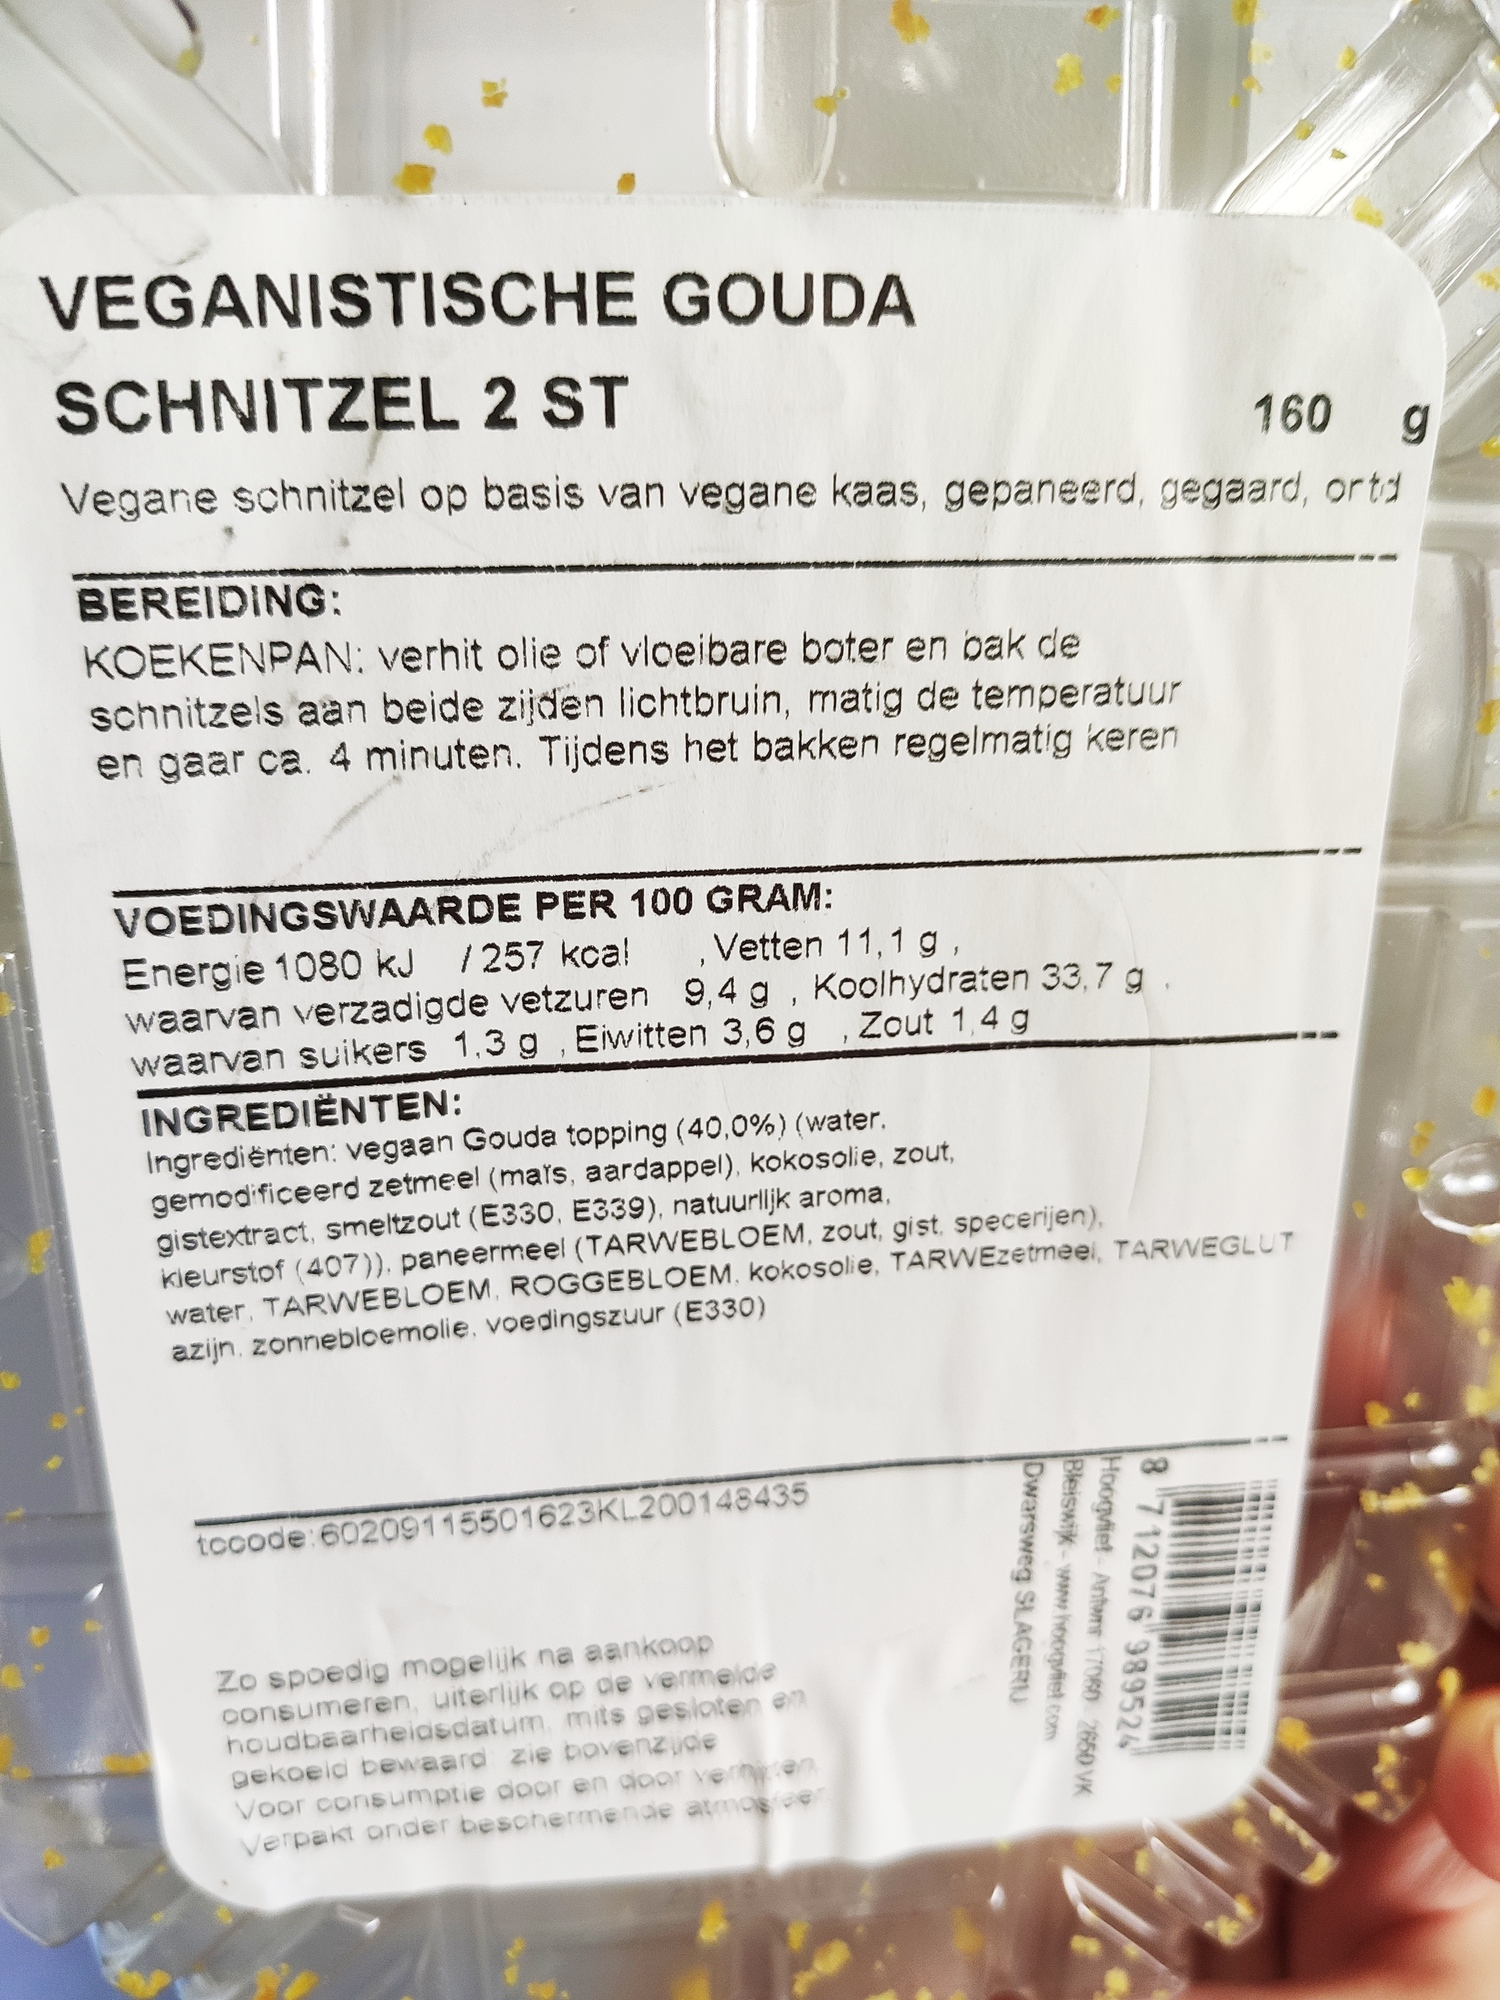 VEGANISTISCHE GOUDA
SCHNITZEL 2 ST
160 g
Vegane schnitzel op basis van vegane kaas, gepaneerd, gegaard,
BEREIDING:
KOEKENPAN: verhit olie of vloeibare boter en bak de
schnitzels aan beide zijden lichtbruin, matig de temperatuur
en gaar ca. 4 minuten. Tijdens het bakken regelmatig keren
VOEDINGSWAARDE PER 100 GRAM:
Energie 1080 kJ / 257 kcal , Vetten 11,1 g ,
waarvan verzadigde vetzuren 9,4 g , Koolhydraten 33,7 g ,
waarvan suikers 1,3 g , Eiwitten 3,6 g , Zout 1,4 g
INGREDIËNTEN:
Ingrediënten: vegaan Gouda topping (40,0%) (water,
gemodificeerd zetmeel (maïs, aardappel), kokosolie, zout,
gistextract, smeltzout (E330, E339), natuurlijk aroma,
kleurstof (407)), paneermeel (TARWEBLOEM, zout, gist, specerijen),
water, TARWEBLOEM, ROGGEBLOEM, kokosolie, TARWEzetmeel, TARWEGLUT
azijn, zonnebloemolie, voedingszuur (E330)
tccode:60209115501623KL200148435
Zo spoedig mogelijk na aankoop
consumeren, uiterlijk op de vermelde
houdbaarheidsdatum, mits gesloten en
gekoeld bewaard: zie bovenzijde
Voor consumptie door en door verhitten
Verpakt onder beschermende atmosfeer
8 712076 989524
Hoogvliet - Antwnr 17060 - 2650 VK
Bleiswijk - www.hoogvliet.com
Dwarsweg SLAGERIJ